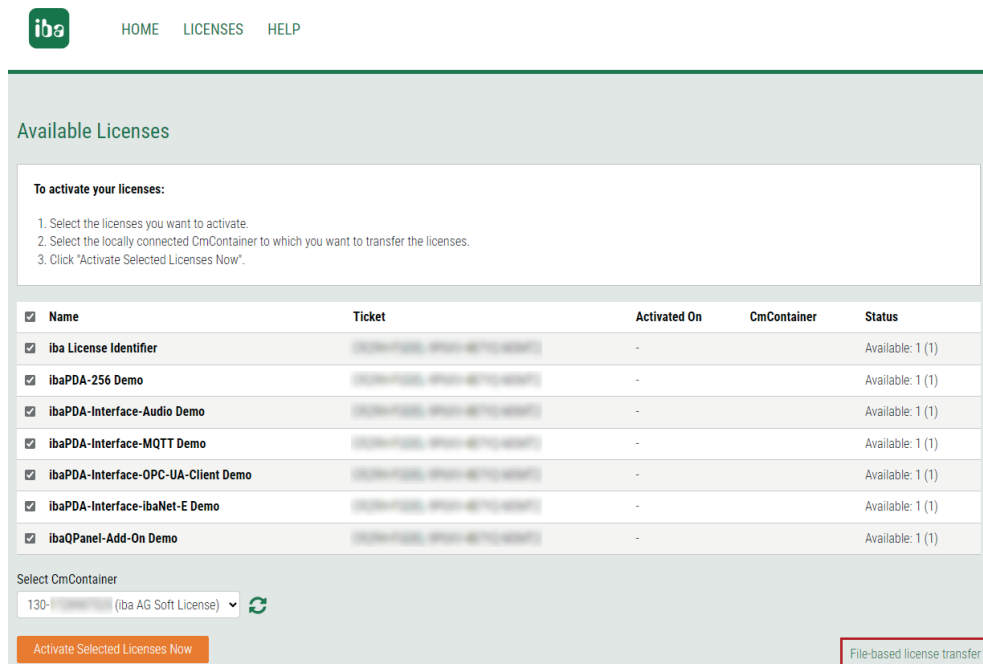 iba HOME LICENSES HELP
Available Licenses
To activate your licenses:
1. Select the licenses you want to activate.
2. Select the locally connected CmContainer to which you want to transfer the licenses.
3. Click "Activate Selected Licenses Now".
Name Ticket Activated On CmContainer Status
iba License Identifier - Available: 1 (1)
ibaPDA-256 Demo - Available: 1 (1)
ibaPDA-Interface-Audio Demo - Available: 1 (1)
ibaPDA-Interface-MQTT Demo - Available: 1 (1)
ibaPDA-Interface-OPC-UA-Client Demo - Available: 1 (1)
ibaPDA-Interface-ibaNet-E Demo - Available: 1 (1)
ibaQPanel-Add-On Demo - Available: 1 (1)
Select CmContainer
130- (iba AG Soft License)
Activate Selected Licenses Now File-based license transfer